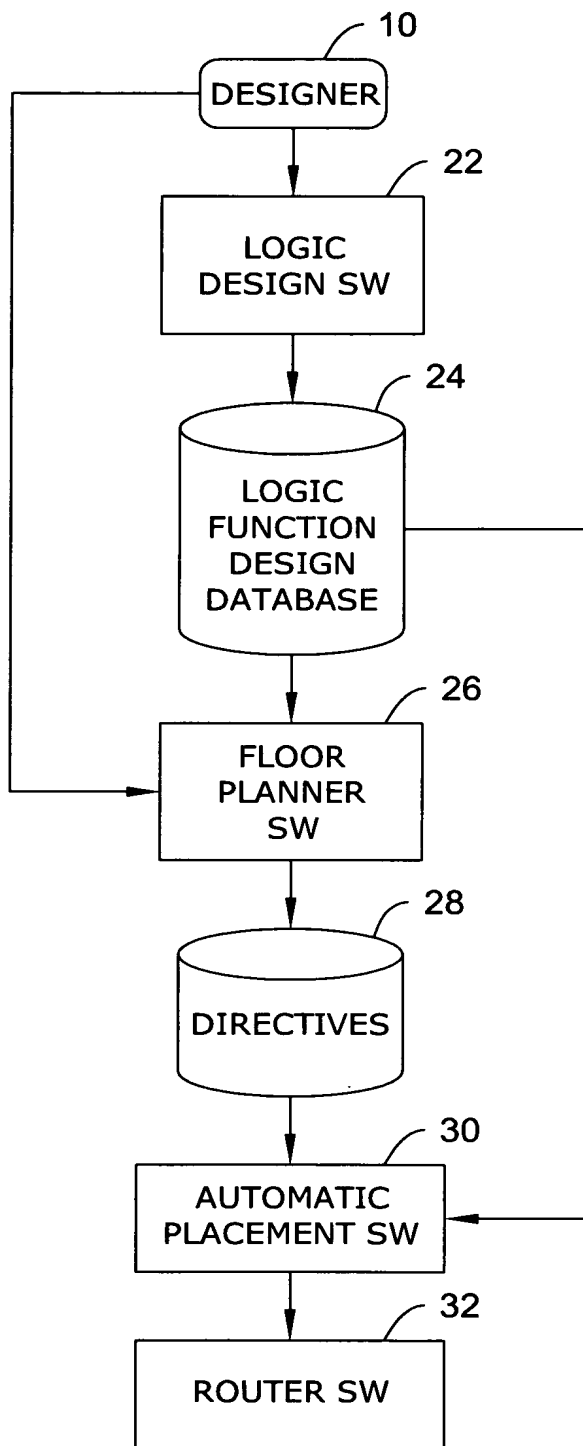 10
DESIGNER
22
LOGIC
DESIGN SW
24
LOGIC
FUNCTION
DESIGN
DATABASE
26
FLOOR
PLANNER
SW
28
DIRECTIVES
30
AUTOMATIC
PLACEMENT SW
32
ROUTER SW